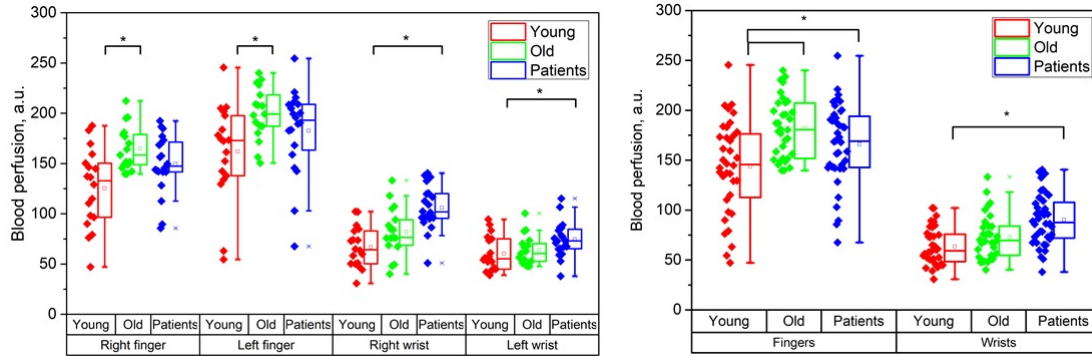 300
250
200
150
100
50
0
Blood perfusion, a.u.
*
*
*
*
Young
Old
Patients
Young Old Patients Young Old Patients Young Old Patients Young Old Patients
Right finger Left finger Right wrist Left wrist
300
250
200
150
100
50
0
Blood perfusion, a.u.
*
*
Young
Old
Patients
Young Old Patients Young Old Patients
Fingers Wrists